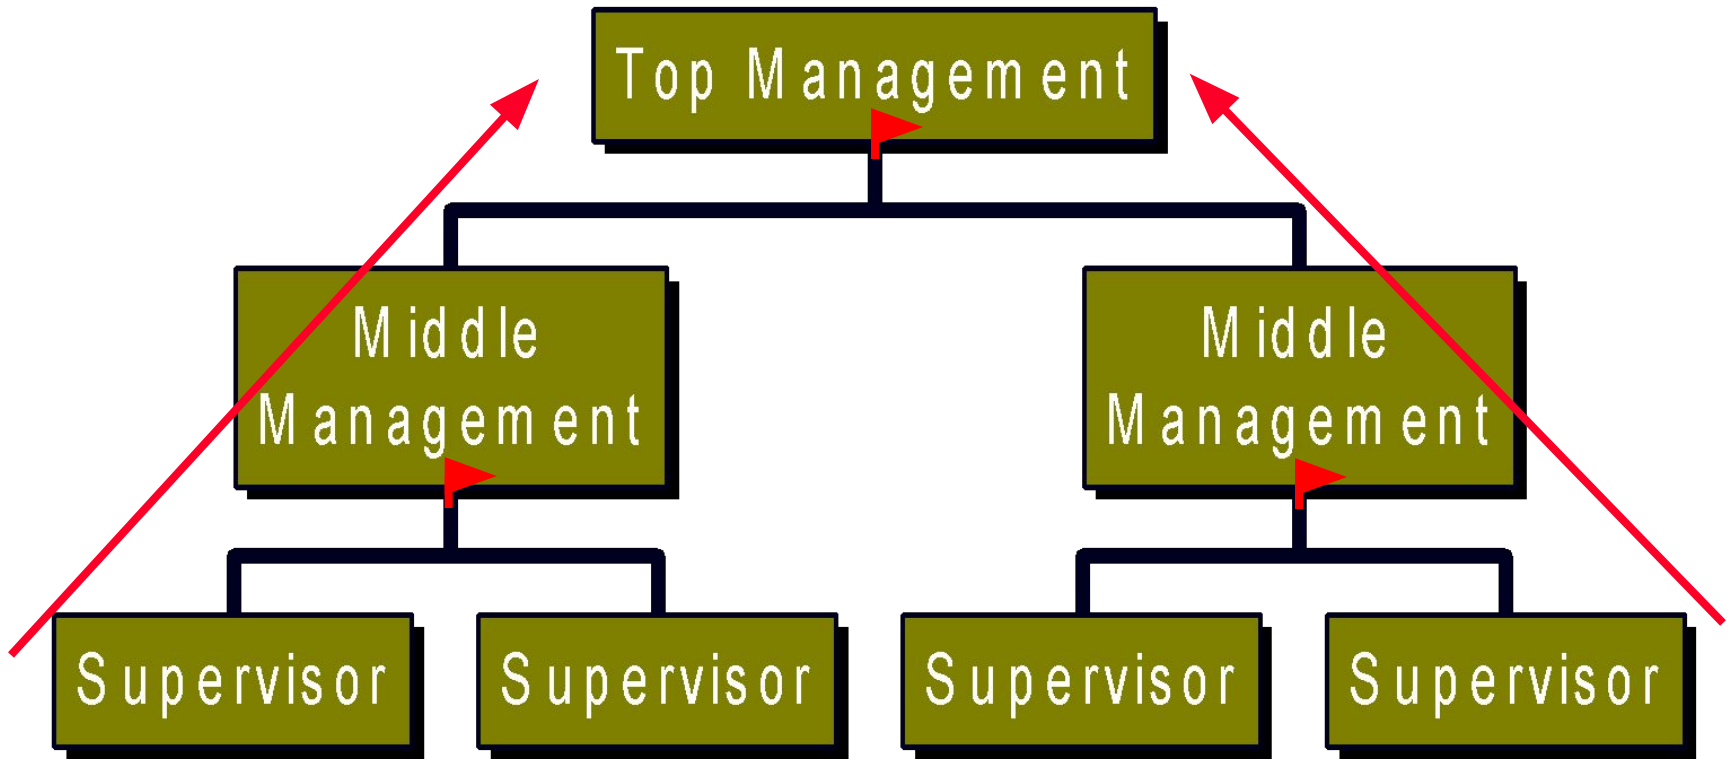 Top Management
Middle
Management
Middle
Management
Supervisor
Supervisor
Supervisor
Supervisor